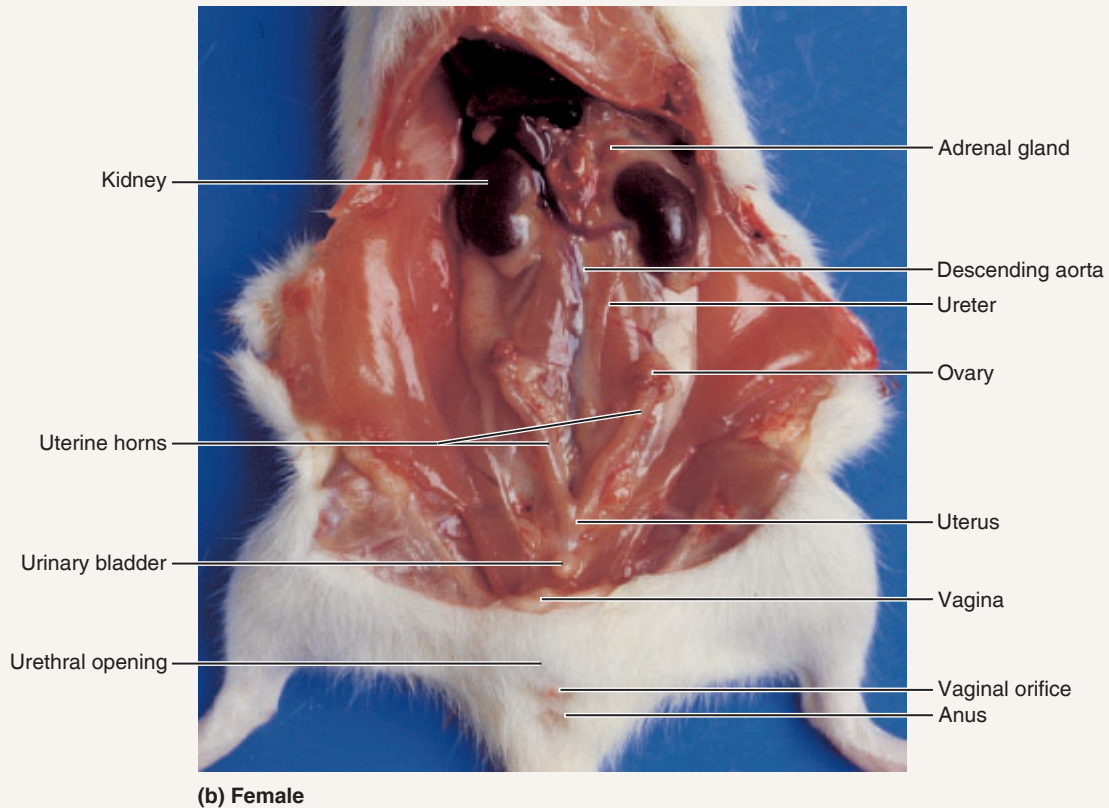 Adrenal gland
Kidney
Descending aorta
Ureter
Ovary
Uterine horns
Uterus
Urinary bladder
Vagina
Urethral opening
Vaginal orifice
Anus
(b) Female